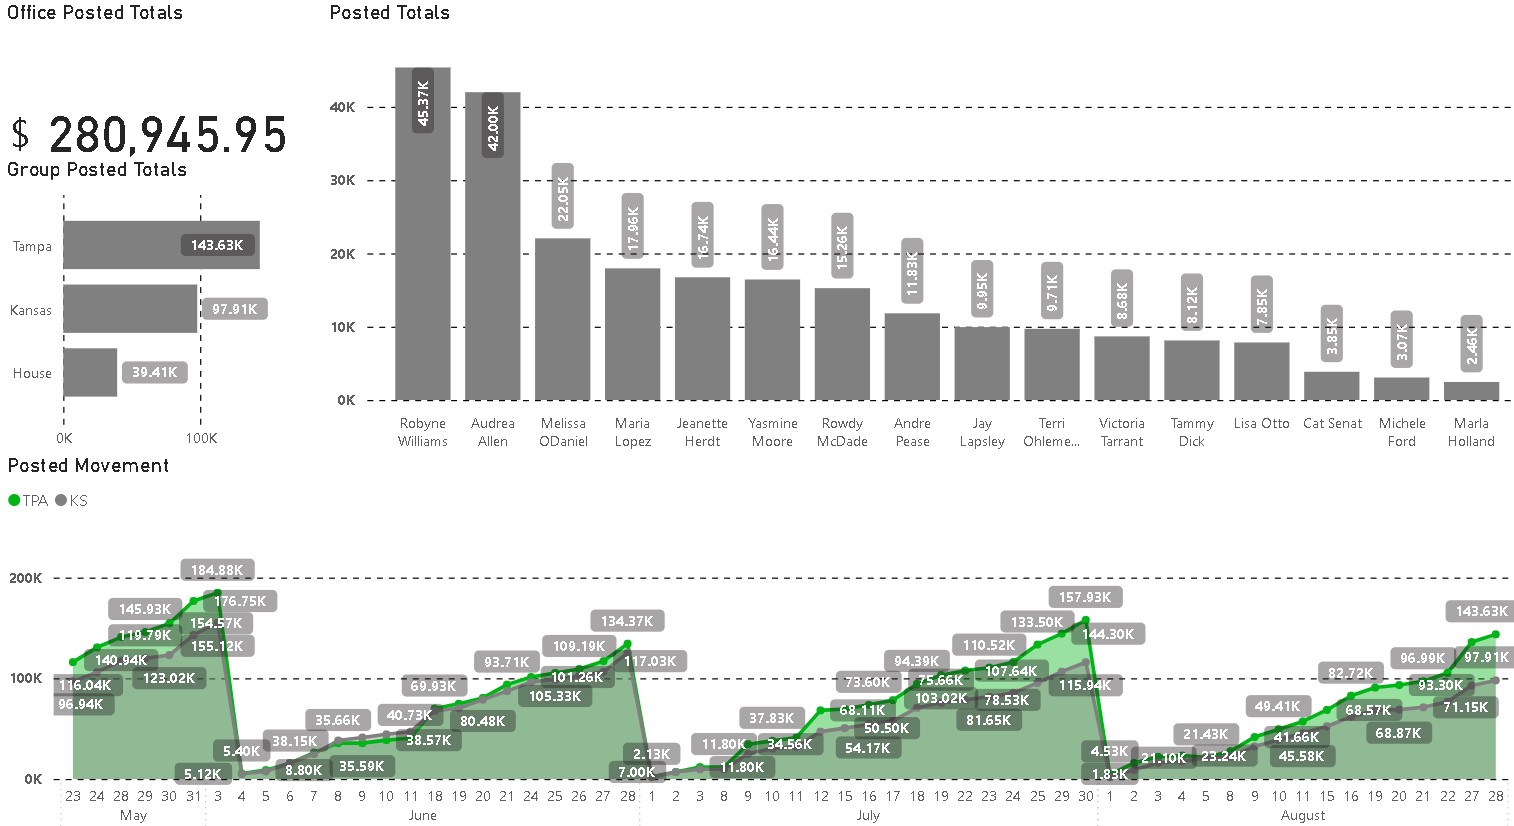 Office Posted Totals
$ 280,945.95
Group Posted Totals
Tampa 143.63K
Kansas 97.91K
House 39.41K
0K 100K
Posted Totals
40K
30K
20K
10K
0K
45.37K 42.00K 22.05K 17.96K 16.74K 16.44K 15.26K 11.83K 9.95K 9.71K 8.68K 8.12K 7.85K 3.85K 3.07K 2.46K
Robyne Williams
Audrea Allen
Melissa ODaniel
Maria Lopez
Jeanette Herdt
Yasmine Moore
Rowdy McDade
Andre Pease
Jay Lapsley
Terri Ohleme...
Victoria Tarrant
Tammy Dick
Lisa Otto
Cat Senat
Michele Ford
Marla Holland
Posted Movement
TPA KS
200K
100K
0K
116.04K 96.94K 140.94K 119.79K 145.93K 123.02K 184.88K 176.75K 154.57K 155.12K
5.12K 5.40K 38.15K 8.80K 35.66K 35.59K 40.73K 38.57K 69.93K 80.48K 93.71K 105.33K 109.19K 101.26K 134.37K 117.03K
2.13K 7.00K 11.80K 11.80K 37.83K 34.56K 73.60K 68.11K 54.17K 50.50K 94.39K 75.66K 103.02K 110.52K 81.65K 107.64K 78.53K 133.50K 157.93K 115.94K 144.30K
4.53K 1.83K 21.10K 21.43K 23.24K 49.41K 41.66K 45.58K 82.72K 68.57K 68.87K 96.99K 93.30K 71.15K 143.63K 97.91K
23 24 28 29 30 31 3 4 5 6 7 8 9 10 11 18 19 20 21 24 25 26 27 28 1 2 3 8 9 10 11 12 15 16 17 18 19 22 23 24 25 29 30 1 2 3 4 5 8 9 10 11 15 16 19 20 21 22 27 28
May June July August